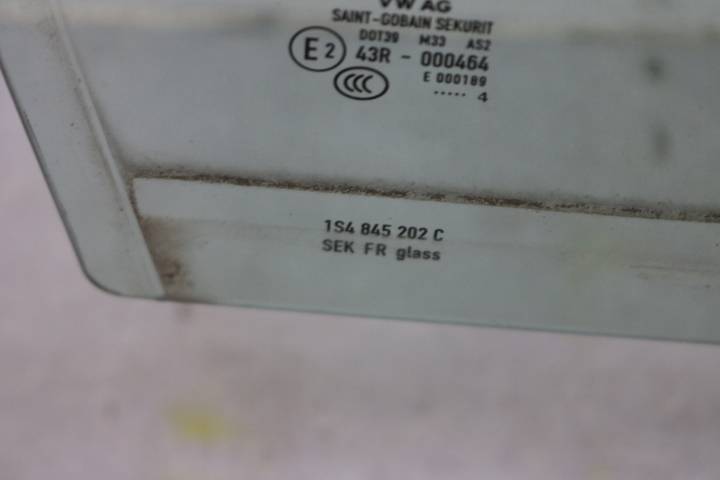 VW AG
SAINT-GOBAIN SEKURIT
DOT39 M33 AS2
E2 43R - 000464
CCC E 000189
..... 4
1S4 845 202 C
SEK FR glass